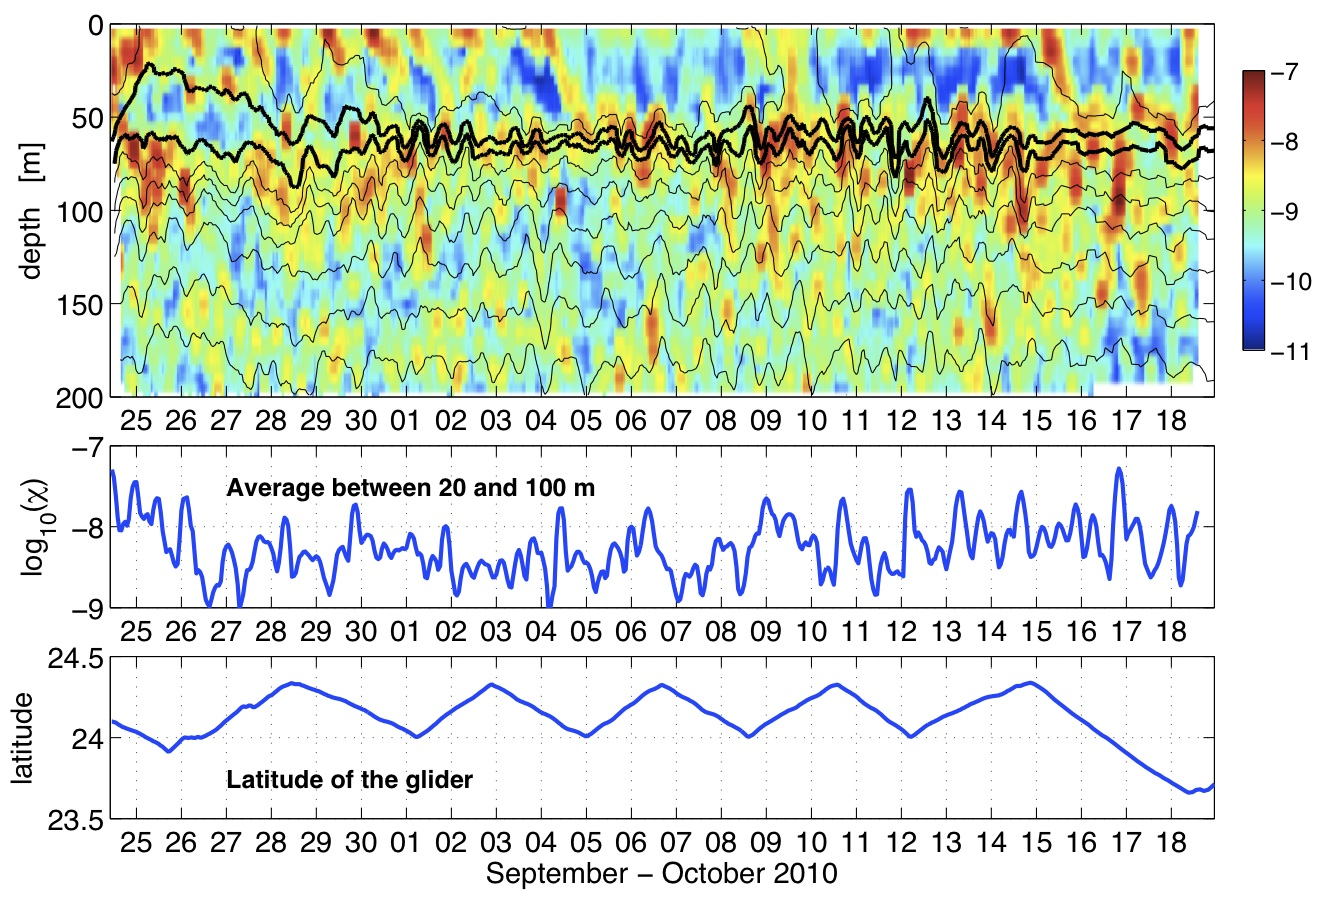 0
50
100
150
200
depth [m]
−7
−8
−9
−10
−11
25 26 27 28 29 30 01 02 03 04 05 06 07 08 09 10 11 12 13 14 15 16 17 18
−7
−8
−9
log10(χ)
Average between 20 and 100 m
25 26 27 28 29 30 01 02 03 04 05 06 07 08 09 10 11 12 13 14 15 16 17 18
24.5
24
23.5
latitude
Latitude of the glider
25 26 27 28 29 30 01 02 03 04 05 06 07 08 09 10 11 12 13 14 15 16 17 18
September − October 2010